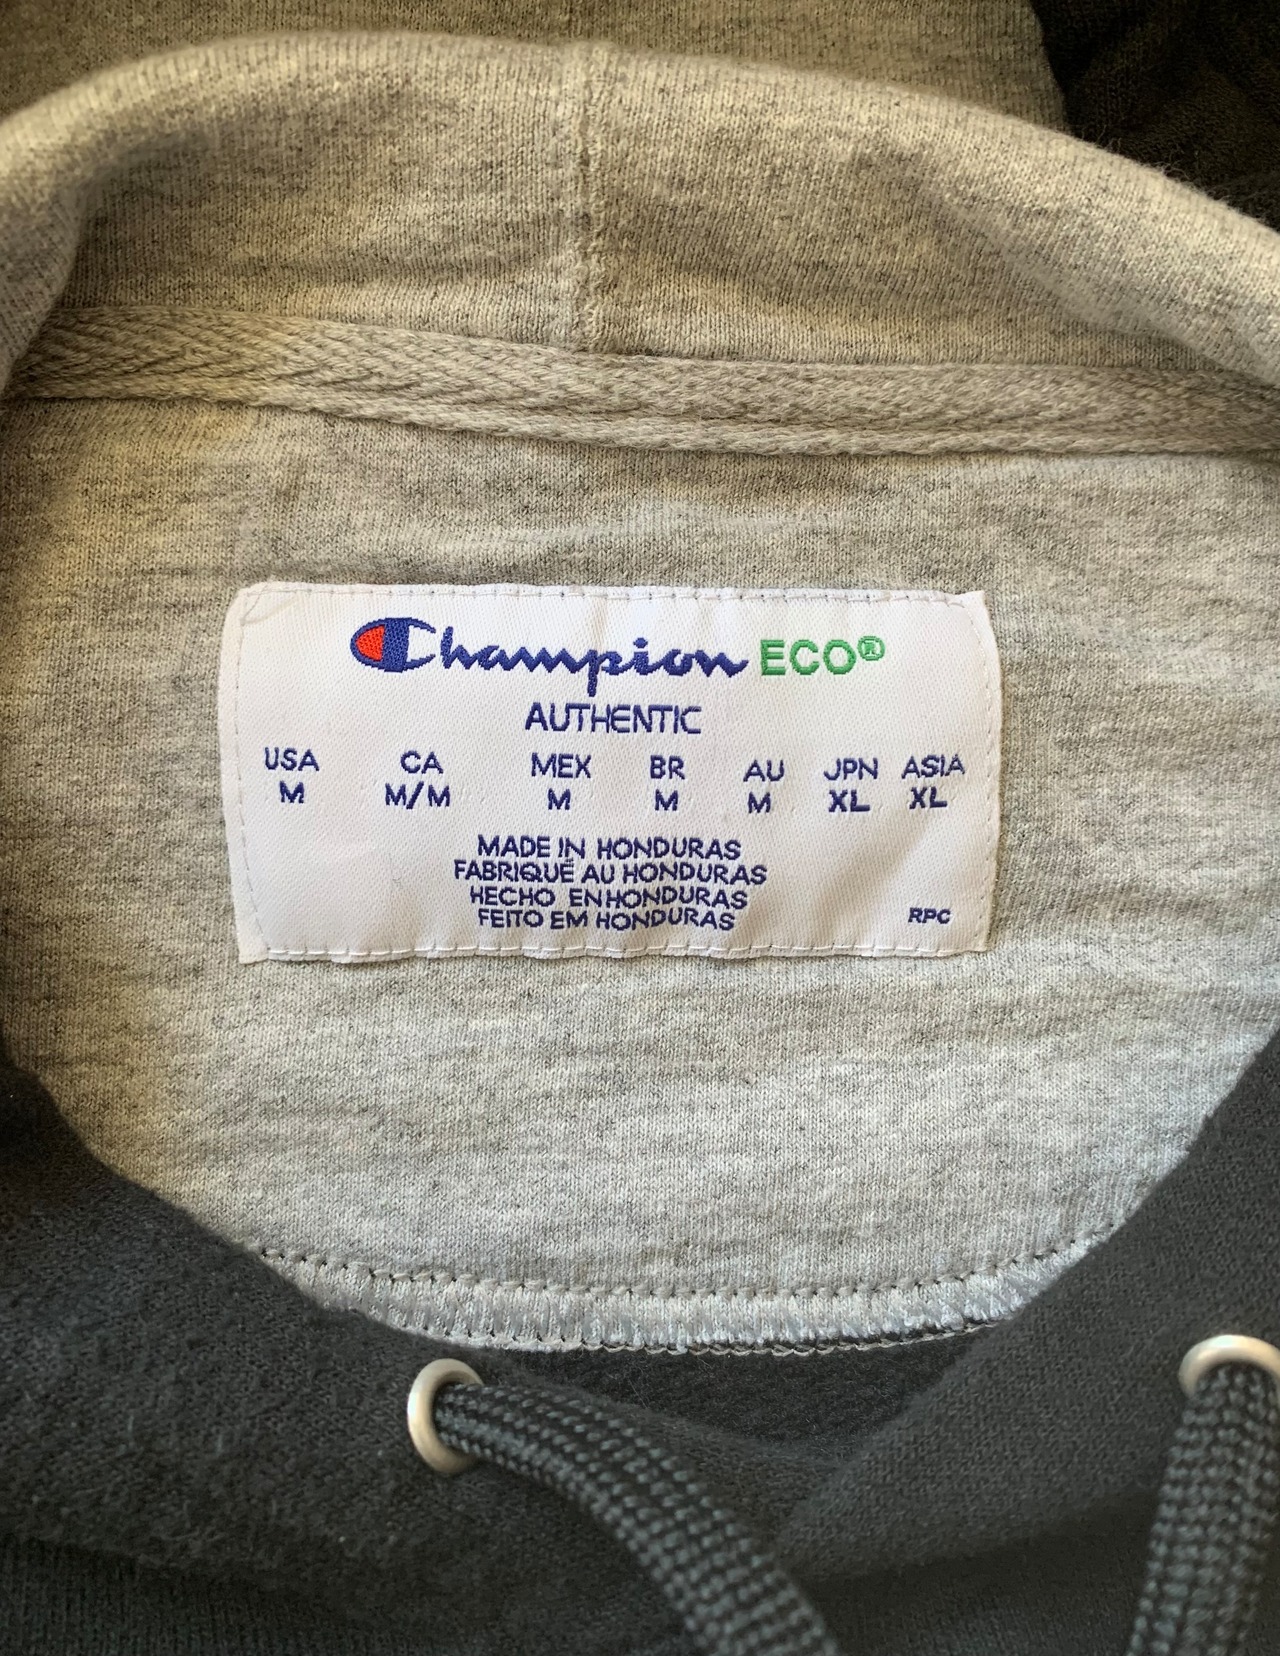 Champion ECO®
AUTHENTIC
USA CA MEX BR AU JPN ASIA
M M/M M M M XL XL
MADE IN HONDURAS
FABRIQUÉ AU HONDURAS
HECHO EN HONDURAS
FEITO EM HONDURAS
RPC